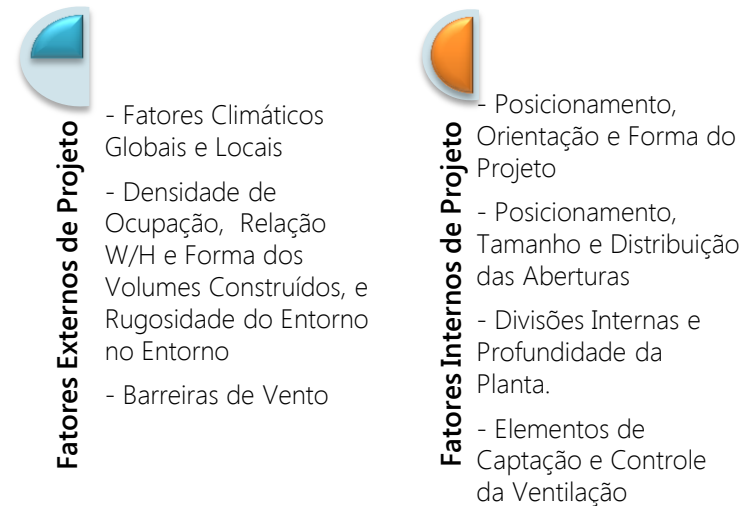 Fatores Externos de Projeto
- Fatores Climáticos
Globais e Locais
- Densidade de
Ocupação, Relação
W/H e Forma dos
Volumes Construídos, e
Rugosidade do Entorno
no Entorno
- Barreiras de Vento
Fatores Internos de Projeto
- Posicionamento,
Orientação e Forma do
Projeto
- Posicionamento,
Tamanho e Distribuição
das Aberturas
- Divisões Internas e
Profundidade da
Planta.
- Elementos de
Captação e Controle
da Ventilação